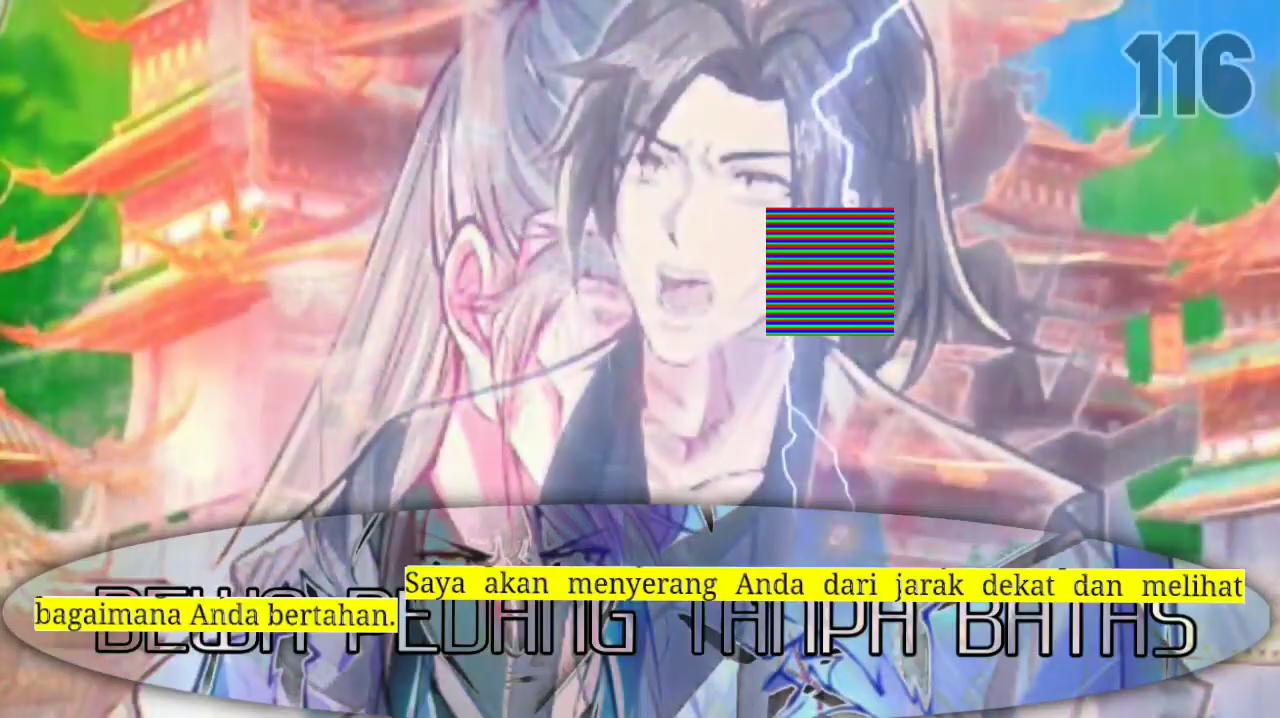 116
Saya akan menyerang Anda dari jarak dekat dan melihat
bagaimana Anda bertahan.
DEWA PEDANG TANPA BATAS